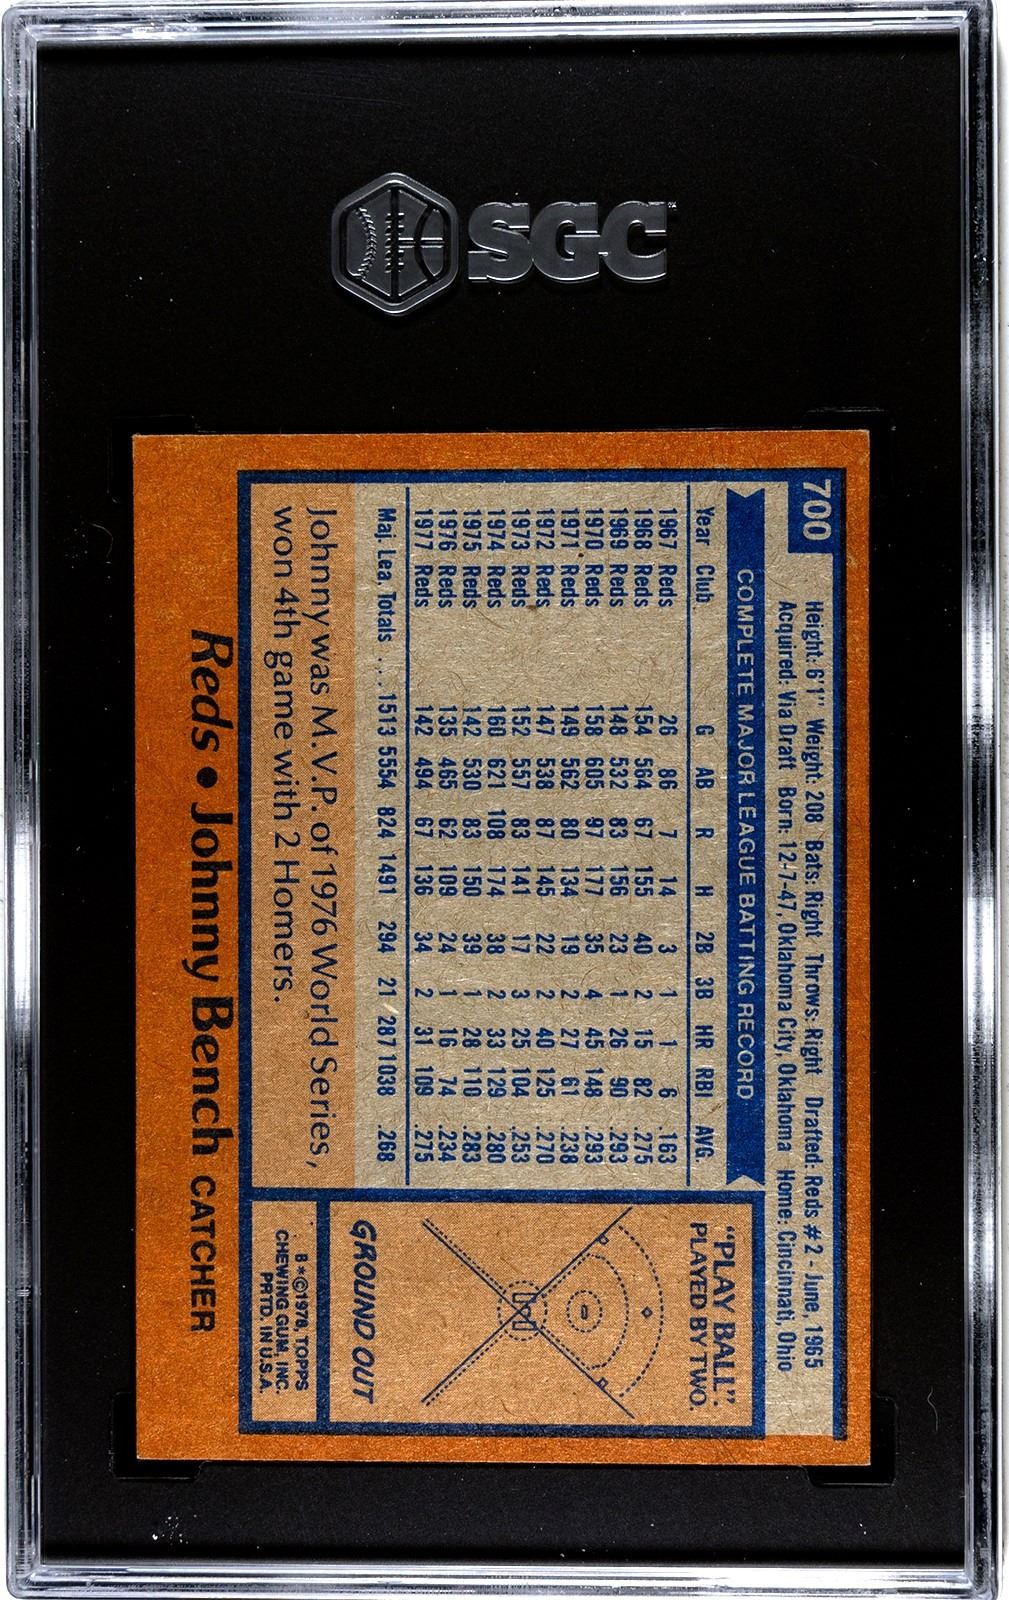 SGC™
700
Height: 6'1" Weight: 208 Bats: Right Throws: Right Drafted: Reds #2 - June, 1965
Acquired: Via Draft Born: 12-7-47, Oklahoma City, Oklahoma Home: Cincinnati, Ohio
COMPLETE MAJOR LEAGUE BATTING RECORD
Year Club G AB R H 2B 3B HR RBI AVG.
1967 Reds 26 86 7 14 3 1 1 6 .163
1968 Reds 154 564 67 155 40 2 15 82 .275
1969 Reds 148 532 83 156 23 1 26 90 .293
1970 Reds 158 605 97 177 35 4 45 148 .293
1971 Reds 149 562 80 134 19 2 27 61 .238
1972 Reds 147 538 87 145 22 2 40 125 .270
1973 Reds 152 557 83 141 17 3 25 104 .253
1974 Reds 160 621 108 174 38 2 33 129 .280
1975 Reds 142 530 83 150 39 1 28 110 .283
1976 Reds 135 465 62 109 24 1 16 74 .234
1977 Reds 142 494 67 136 34 2 31 109 .275
Maj. Lea. Totals .... 1513 5554 824 1491 294 21 287 1038 .268
Johnny was M.V.P. of 1976 World Series,
won 4th game with 2 Homers.
"PLAY BALL"
PLAYED BY TWO.
GROUND OUT
B*©1978, TOPPS
CHEWING GUM, INC.
PRTD. IN U.S.A.
Reds • Johnny Bench CATCHER